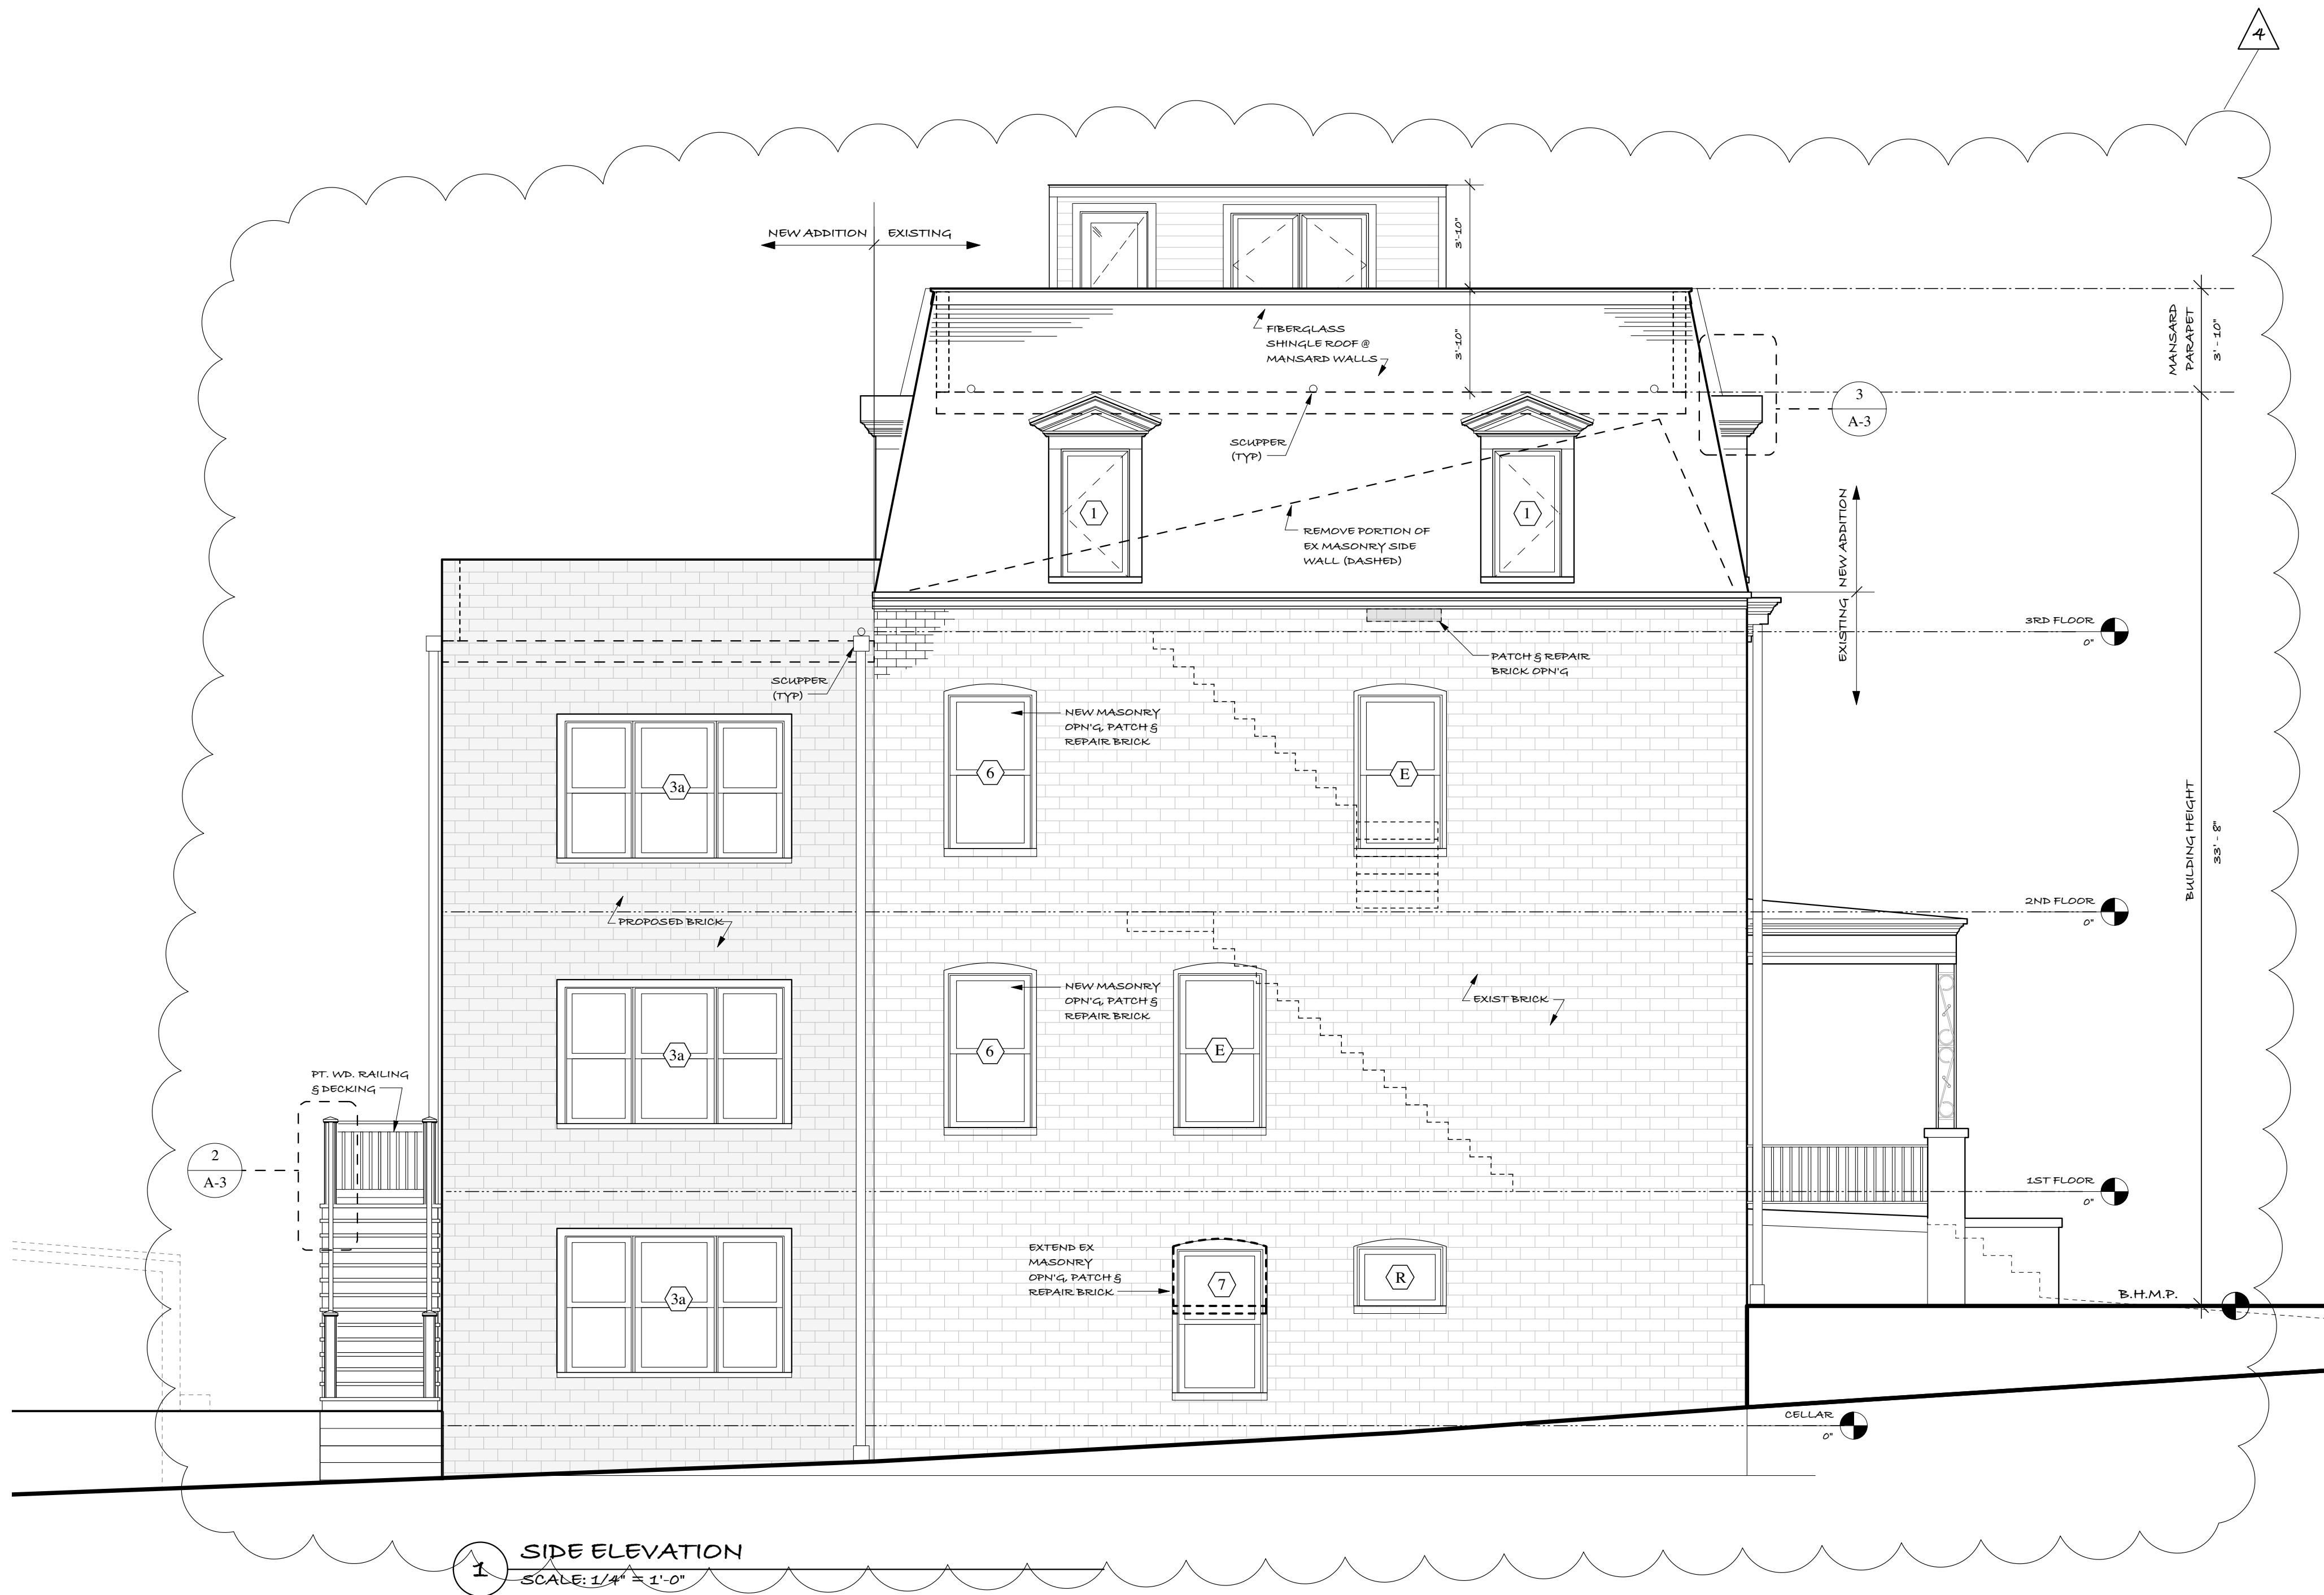 4
NEW ADDITION
EXISTING
3'-10"
FIBERGLASS
SHINGLE ROOF @
MANSARD WALLS
3'-10"
MANSARD
PARAPET
3' - 10"
3
A-3
SCUPPER
(TYP)
1
1
REMOVE PORTION OF
EX MASONRY SIDE
WALL (DASHED)
NEW ADDITION
EXISTING
3RD FLOOR
0"
PATCH & REPAIR
BRICK OPN'G
SCUPPER
(TYP)
NEW MASONRY
OPN'G, PATCH &
REPAIR BRICK
3a
6
E
BUILDING HEIGHT
33' - 8"
2ND FLOOR
0"
PROPOSED BRICK
NEW MASONRY
OPN'G, PATCH &
REPAIR BRICK
EXIST BRICK
3a
6
E
PT. WD. RAILING
& DECKING
2
A-3
1ST FLOOR
0"
EXTEND EX
MASONRY
OPN'G, PATCH &
REPAIR BRICK
3a
7
R
B.H.M.P.
CELLAR
0"
1
SIDE ELEVATION
SCALE: 1/4" = 1'-0"